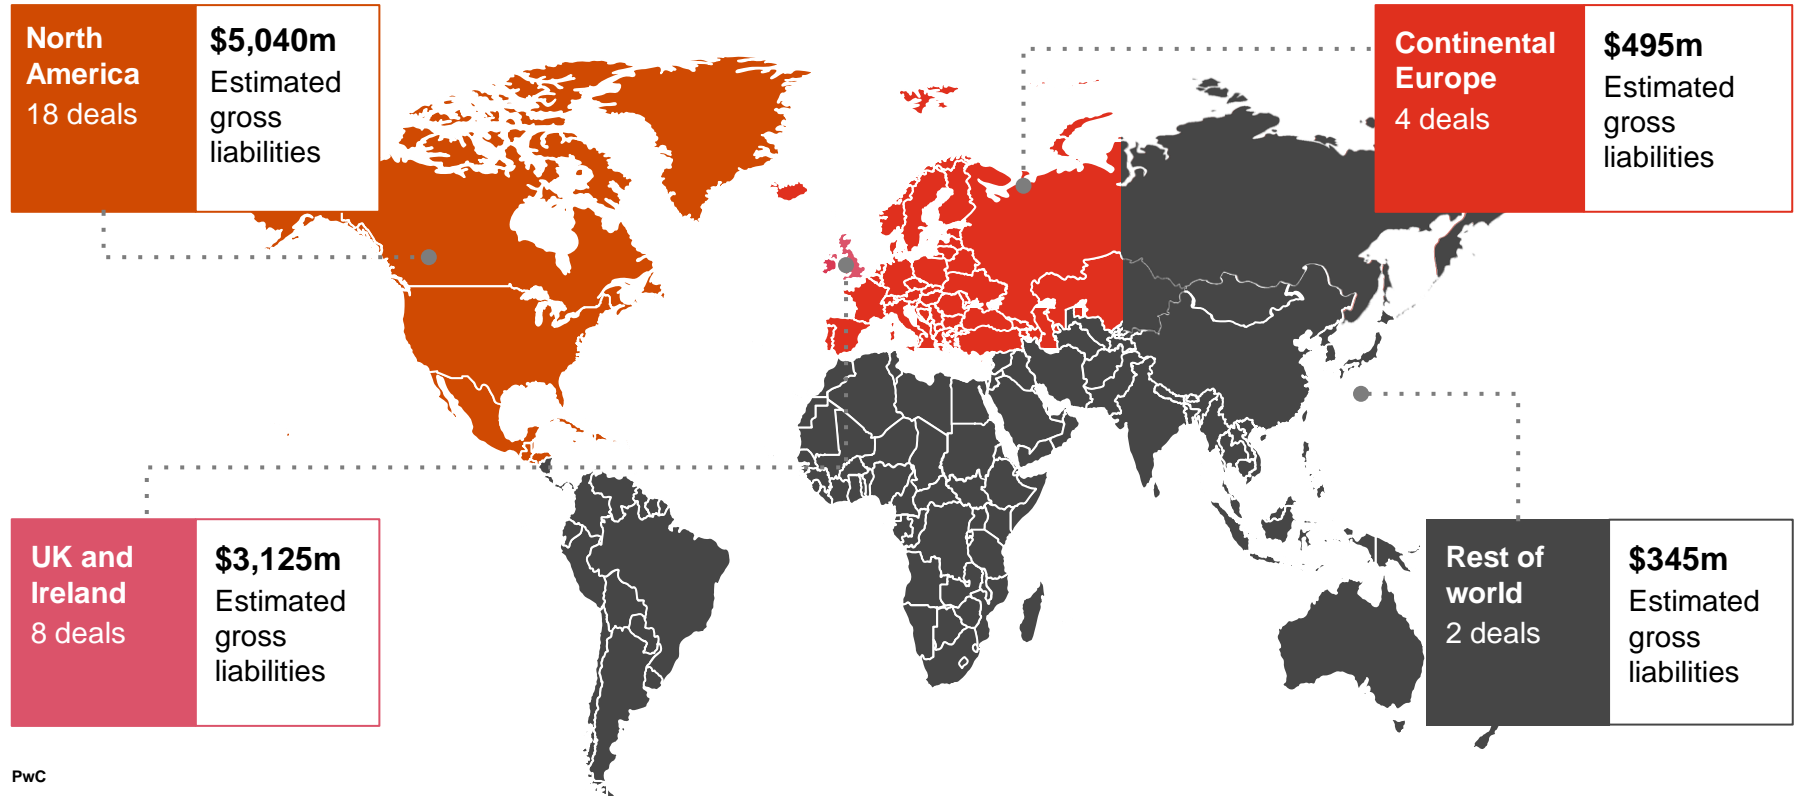 North
America
18 deals
$5,040m
Estimated
gross
liabilities
Continental
Europe
4 deals
$495m
Estimated
gross
liabilities
UK and
Ireland
8 deals
$3,125m
Estimated
gross
liabilities
Rest of
world
2 deals
$345m
Estimated
gross
liabilities
PwC